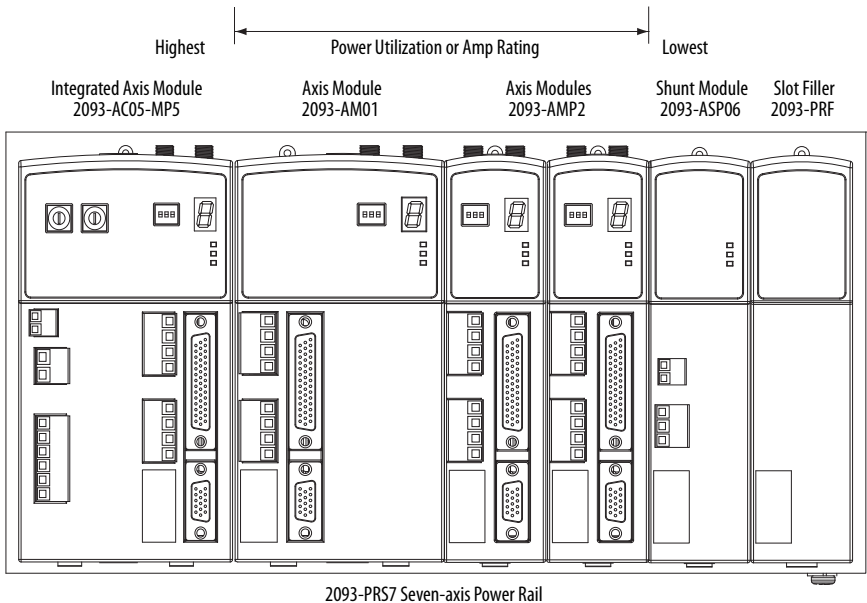 Highest
Power Utilization or Amp Rating
Lowest
Integrated Axis Module
2093-AC05-MP5
Axis Module
2093-AM01
Axis Modules
2093-AMP2
Shunt Module
2093-ASP06
Slot Filler
2093-PRF
2093-PRS7 Seven-axis Power Rail